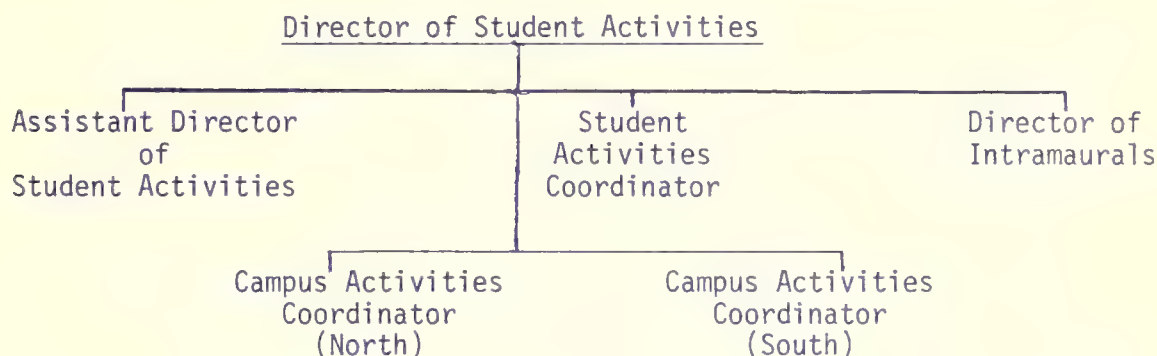 Director of Student Activities
Assistant Director
of
Student Activities
Student
Activities
Coordinator
Director of
Intramaurals
Campus Activities
Coordinator
(North)
Campus Activities
Coordinator
(South)